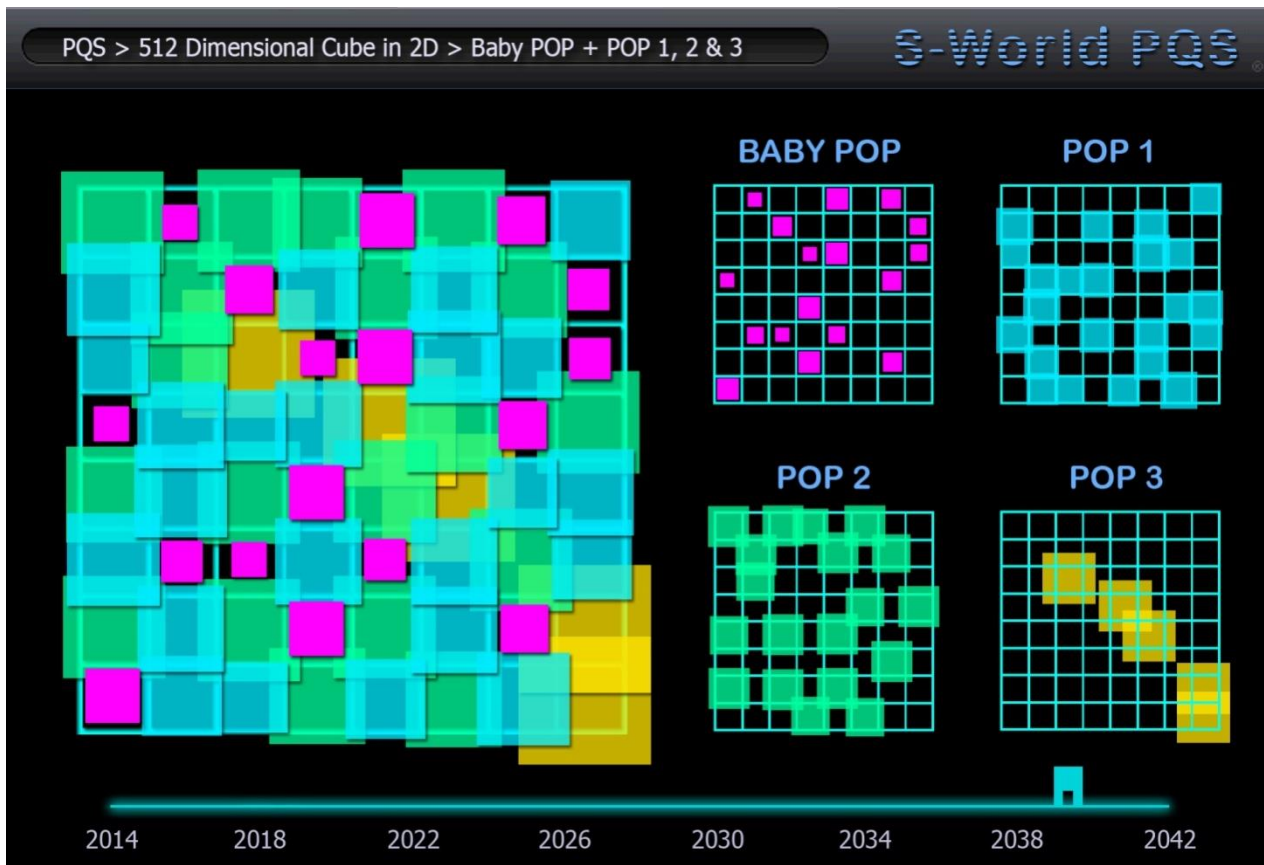 PQS > 512 Dimensional Cube in 2D > Baby POP + POP 1, 2 & 3
S-World PQS ®
BABY POP
POP 1
POP 2
POP 3
2014 2018 2022 2026 2030 2034 2038 2042